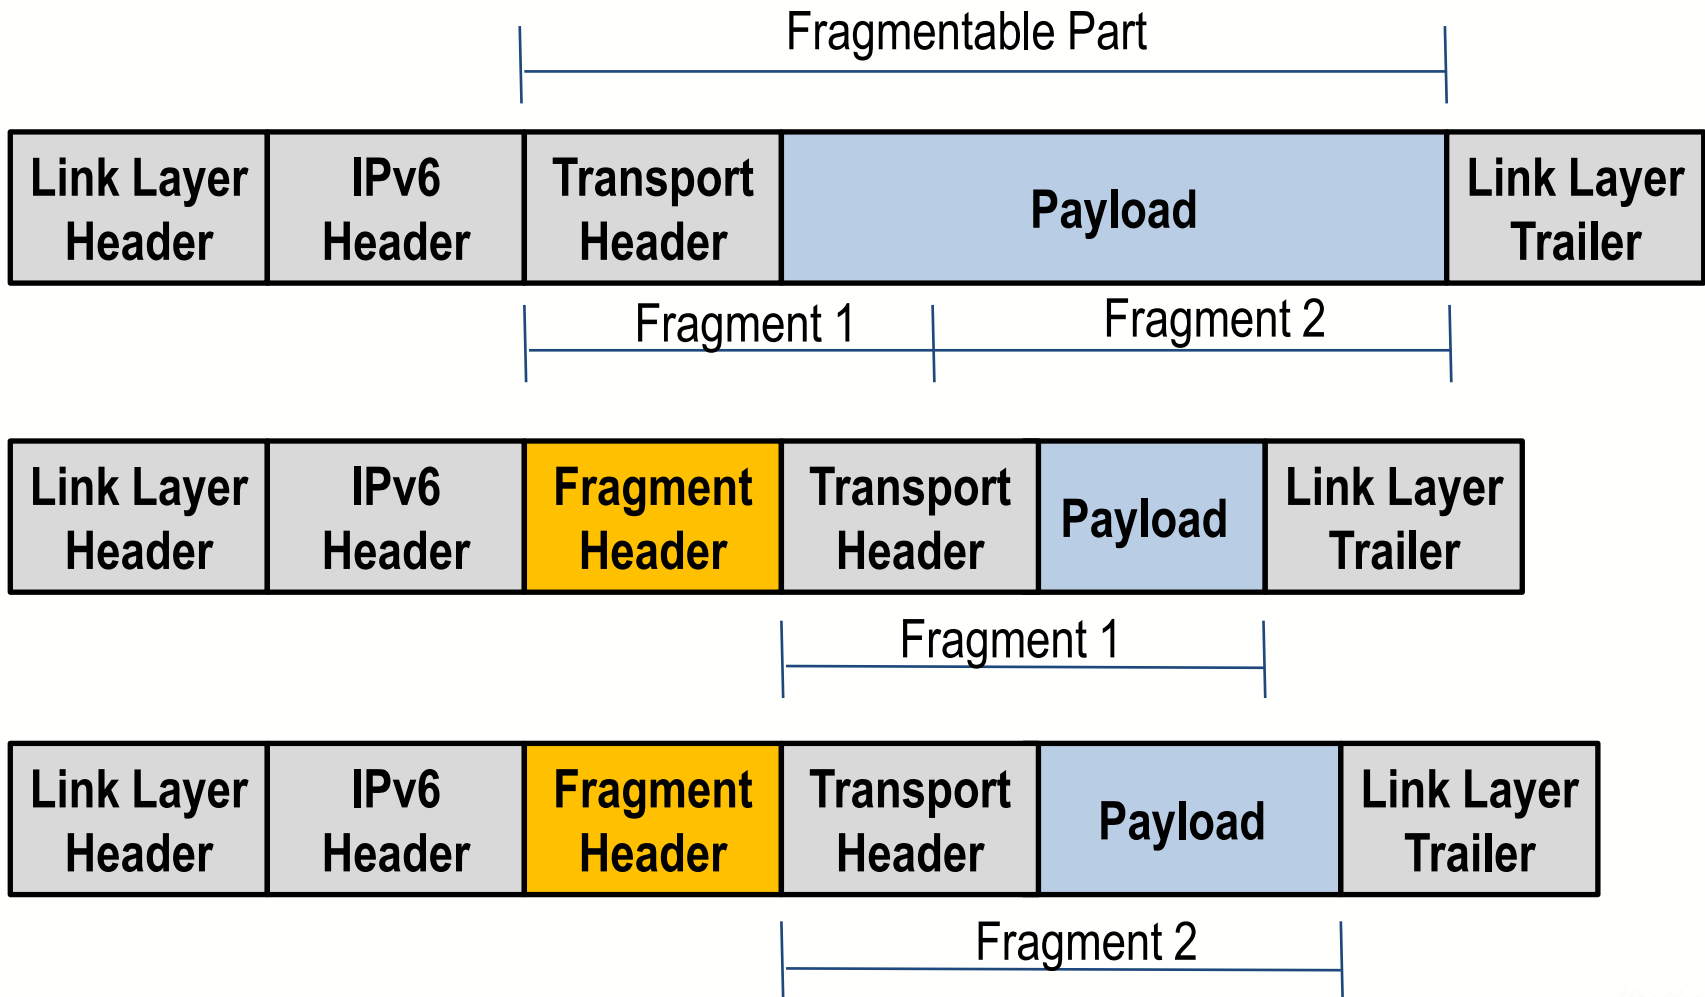 Fragmentable Part
Link Layer
Header
IPv6
Header
Transport
Header
Payload
Link Layer
Trailer
Fragment 1
Fragment 2
Link Layer
Header
IPv6
Header
Fragment
Header
Transport
Header
Payload
Link Layer
Trailer
Fragment 1
Link Layer
Header
IPv6
Header
Fragment
Header
Transport
Header
Payload
Link Layer
Trailer
Fragment 2